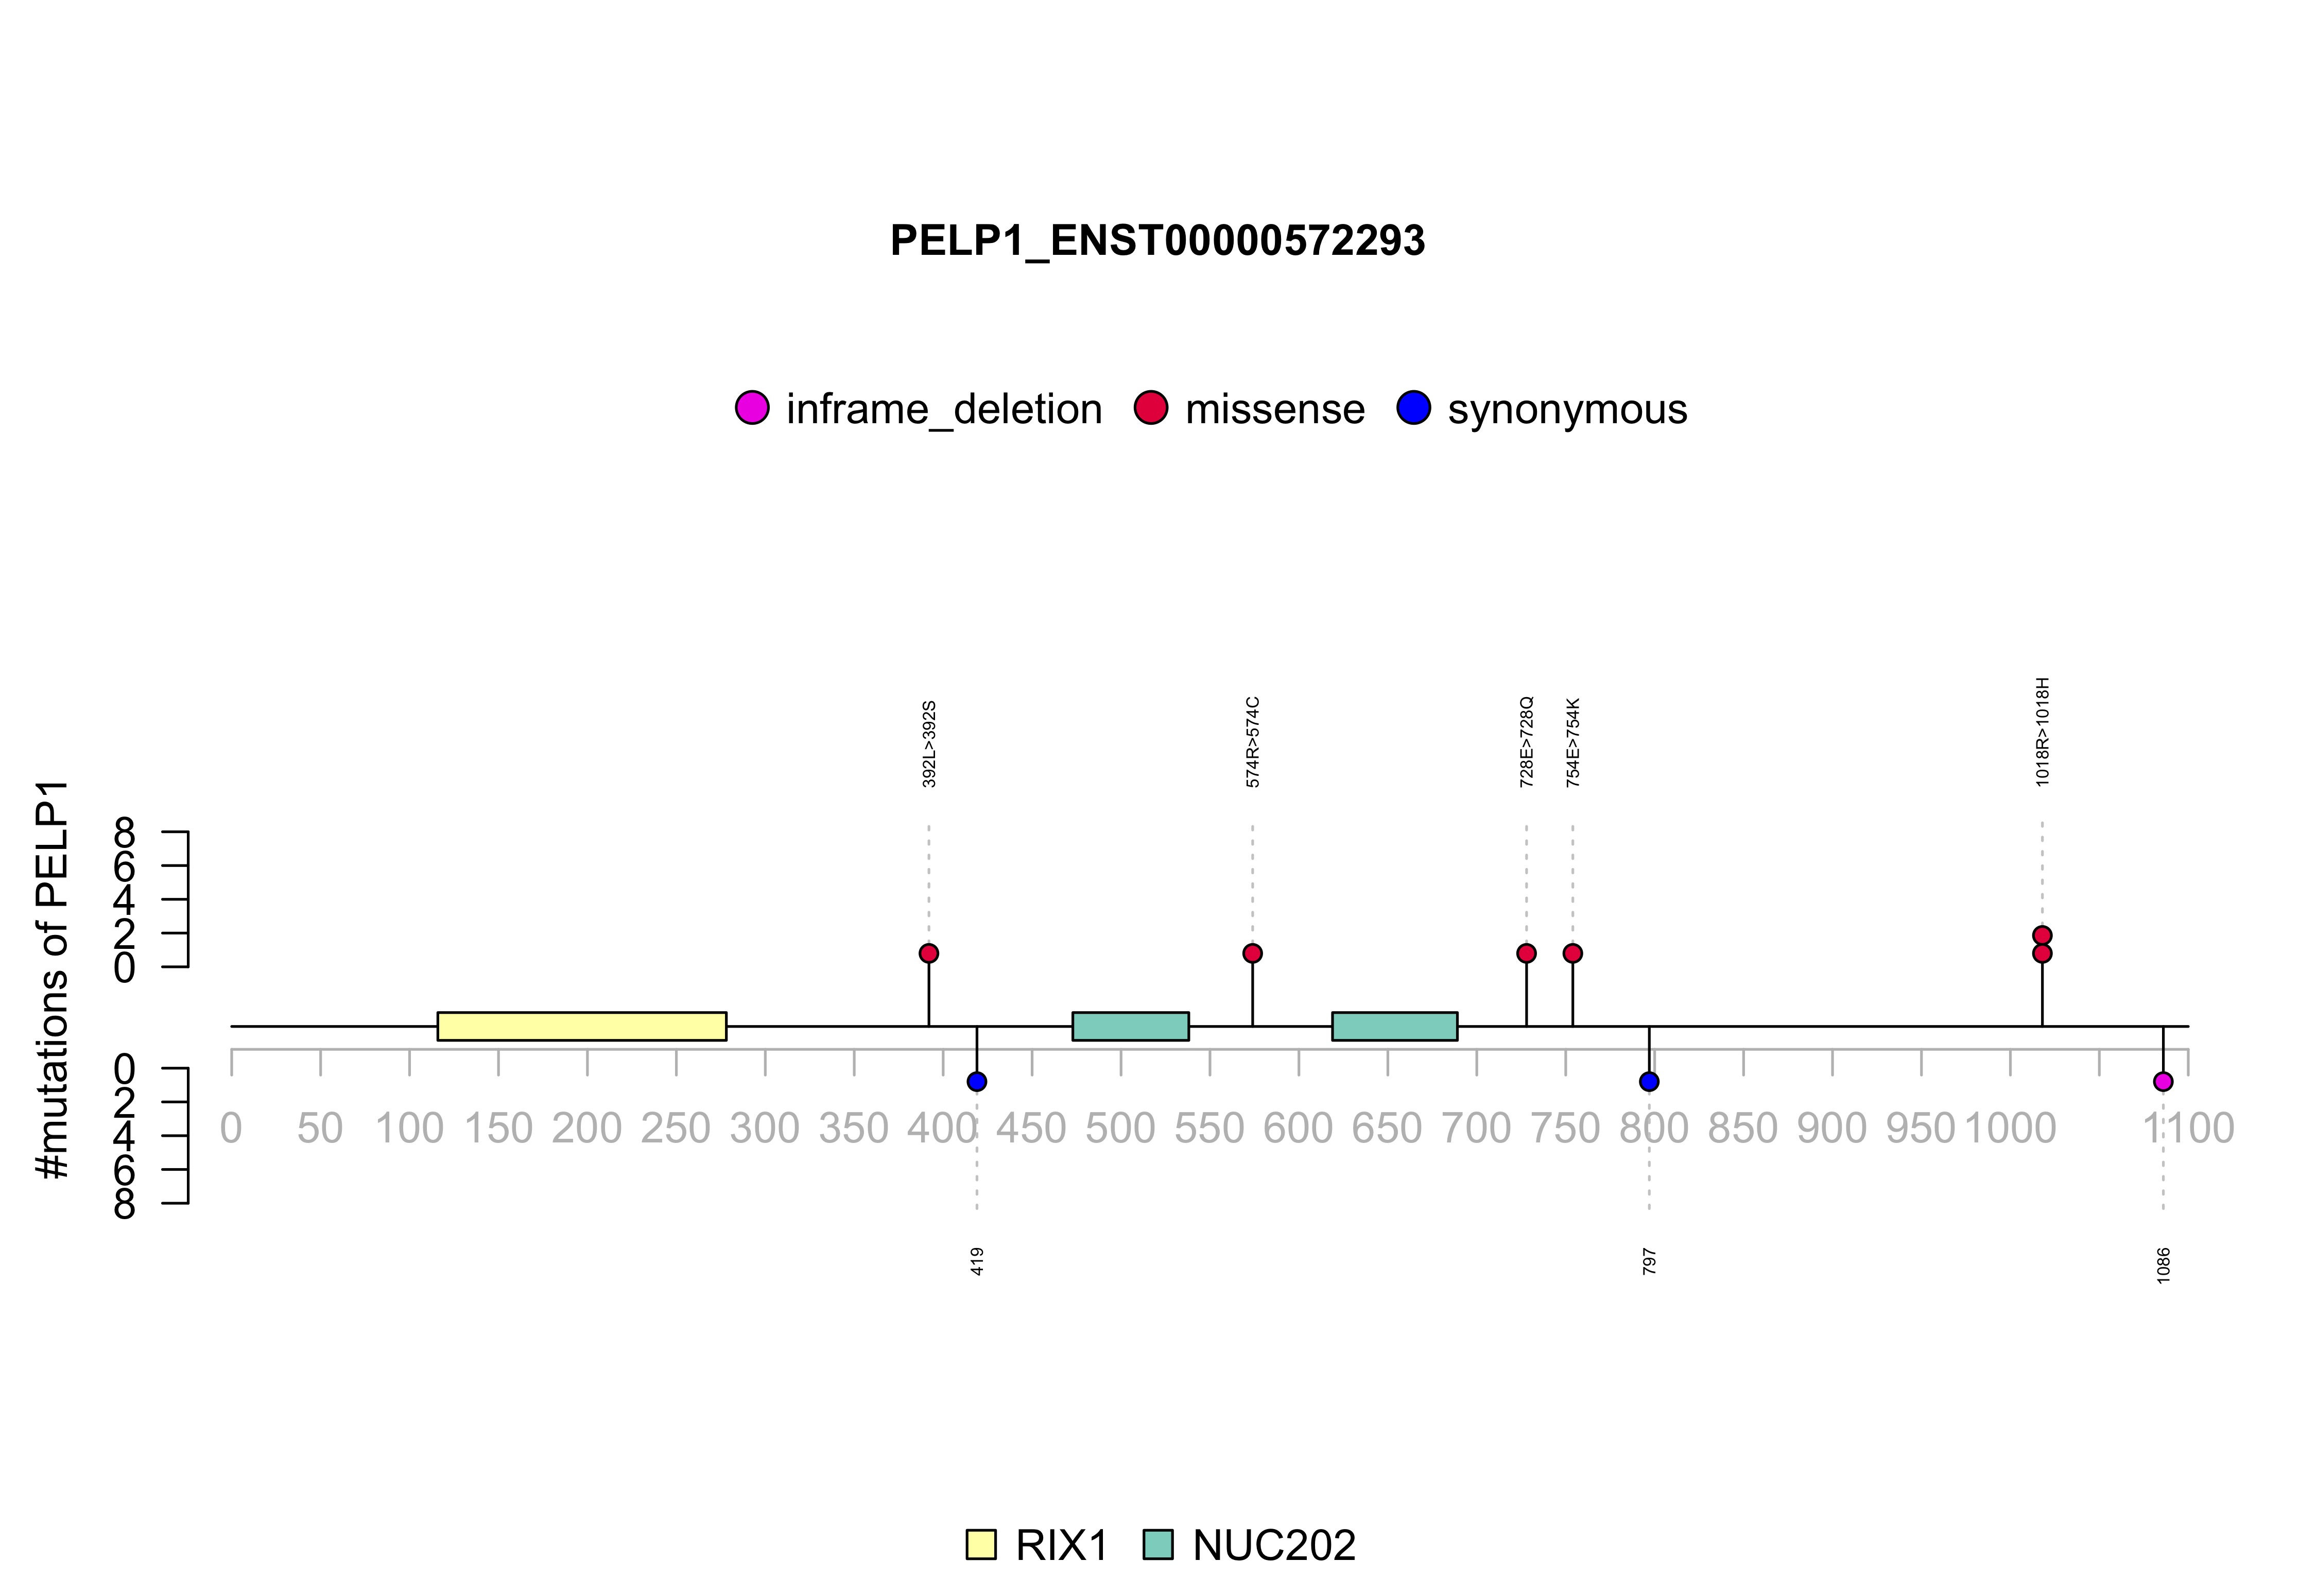 PELP1_ENST00000572293
inframe_deletion missense synonymous
392L>392S 574R>574C 728E>728Q 754E>754K 1018R>1018H
#mutations of PELP1
8
6
4
2
0
0
2
4
6
8
0 50 100 150 200 250 300 350 400 450 500 550 600 650 700 750 800 850 900 950 1000 1100
419 797 1086
RIX1 NUC202